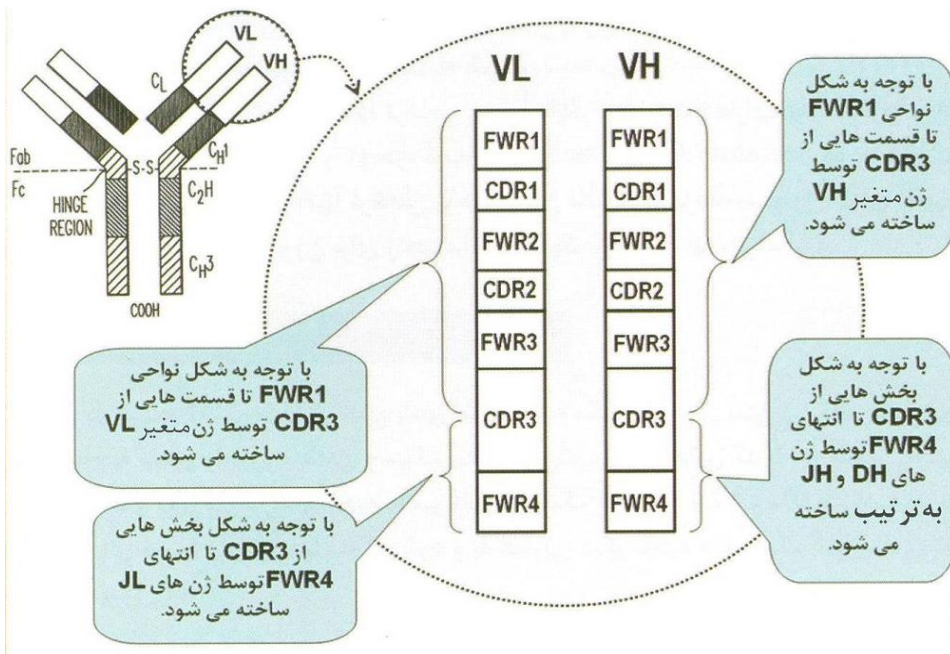 VL
VH
CL
CH1
Fab
Fc
-S-S-
HINGE
REGION
C2H
CH3
COOH
VL
VH
FWR1
CDR1
FWR2
CDR2
FWR3
CDR3
FWR4
FWR1
CDR1
FWR2
CDR2
FWR3
CDR3
FWR4
با توجه به شکل
نواحی FWR1
تا قسمت هایی از
CDR3 توسط
ژن متغیر VH
ساخته می شود.
با توجه به شکل نواحی
FWR1 تا قسمت هایی از
CDR3 توسط ژن متغیر VL
ساخته می شود.
با توجه به شکل
بخش هایی از
CDR3 تا انتهای
FWR4 توسط ژن
های DH و JH
به ترتیب ساخته
می شود.
با توجه به شکل بخش هایی
از CDR3 تا انتهای
FWR4 توسط ژن های JL
ساخته می شود.